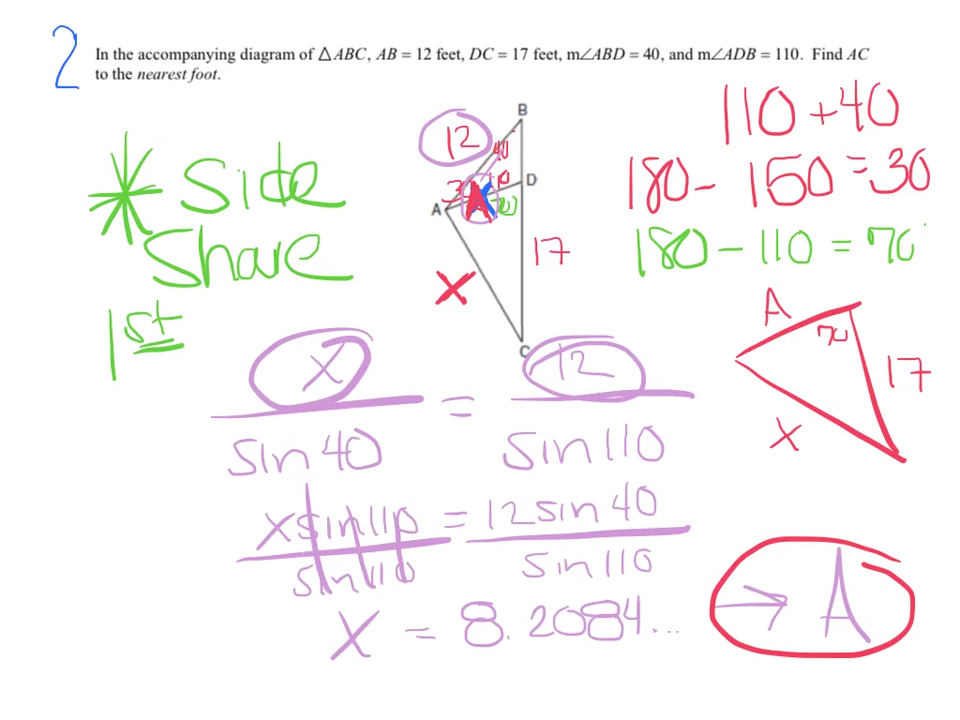 2
In the accompanying diagram of △ABC, AB = 12 feet, DC = 17 feet, m∠ABD = 40, and m∠ADB = 110. Find AC
to the nearest foot.
110 + 40
180 - 150 = 30
180 - 110 = 70
* Side
Share
1st
B
12
40
D
A
17
X
C
A
70
17
X
x = 12
sin 40 sin 110
x sin 110 = 12 sin 40
sin 110 sin 110
x = 8.2084...
→ A